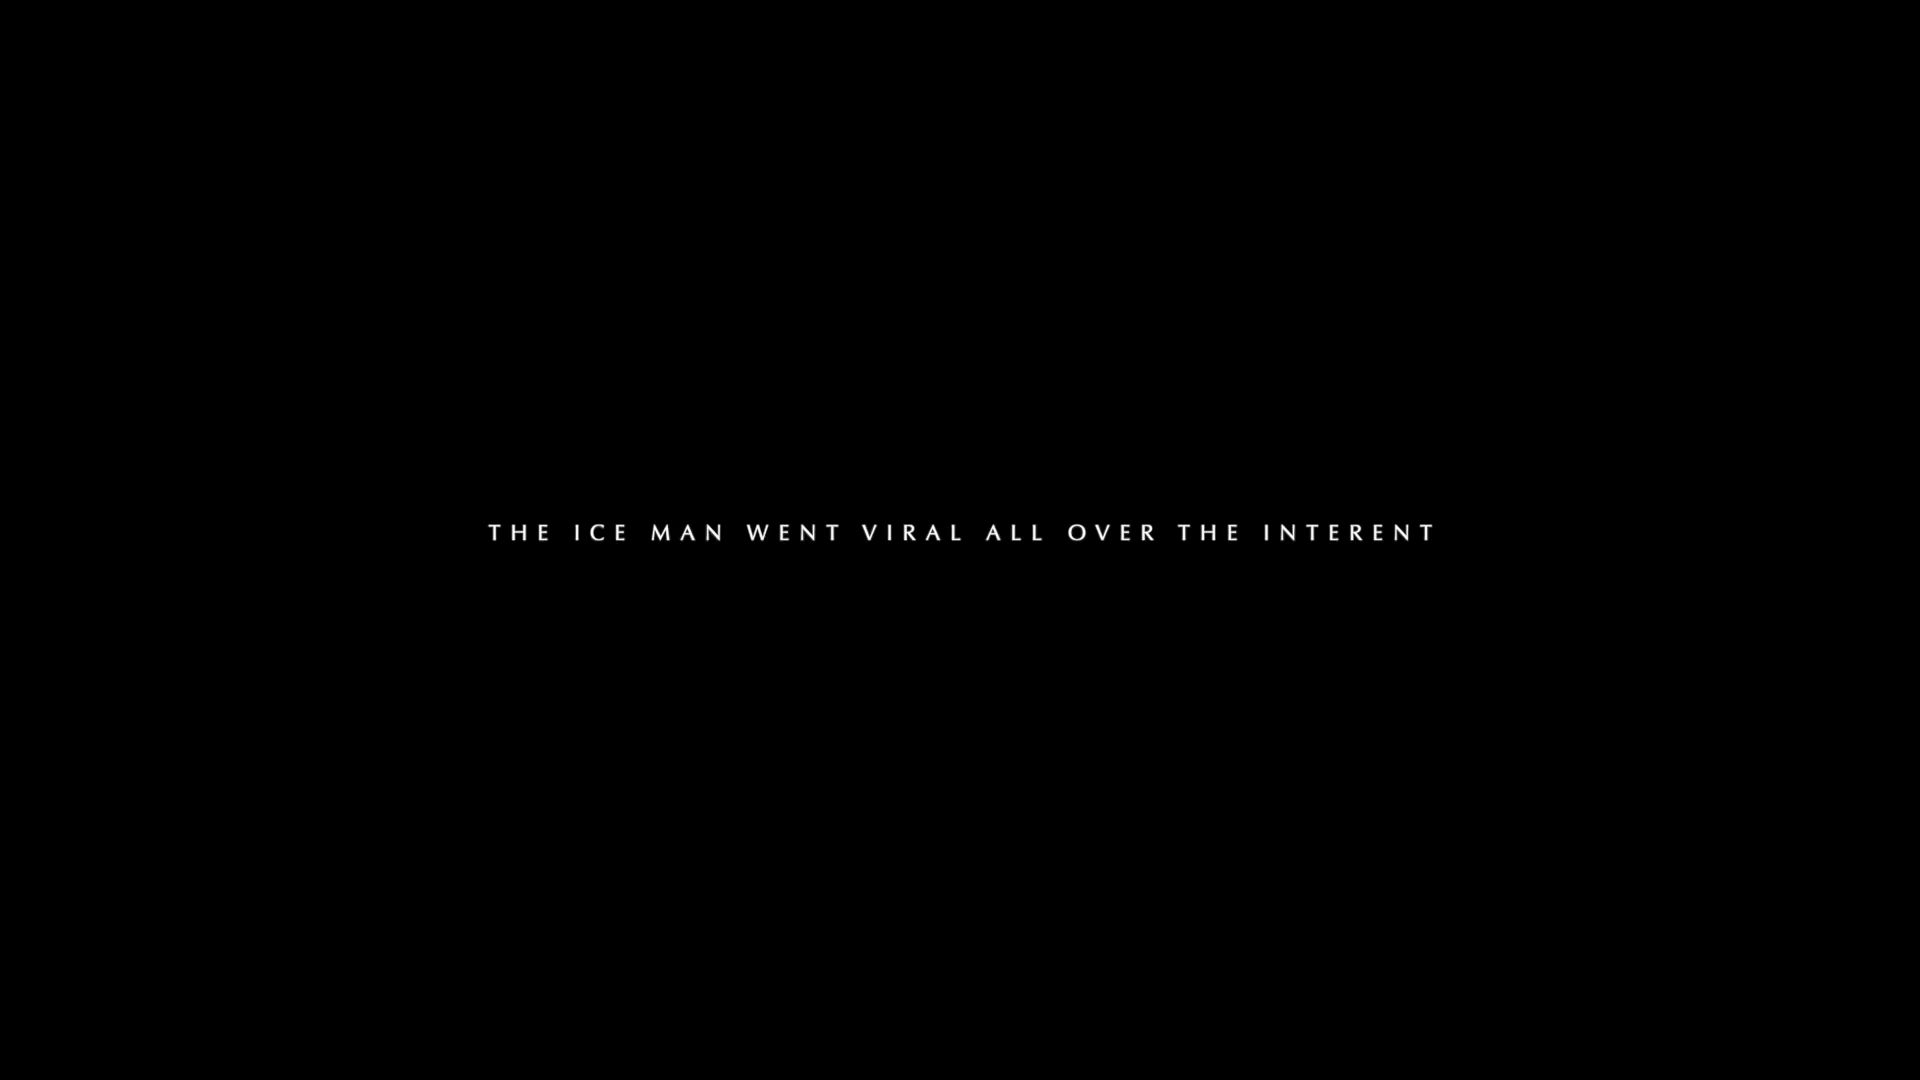 THE ICE MAN WENT VIRAL ALL OVER THE INTERENT